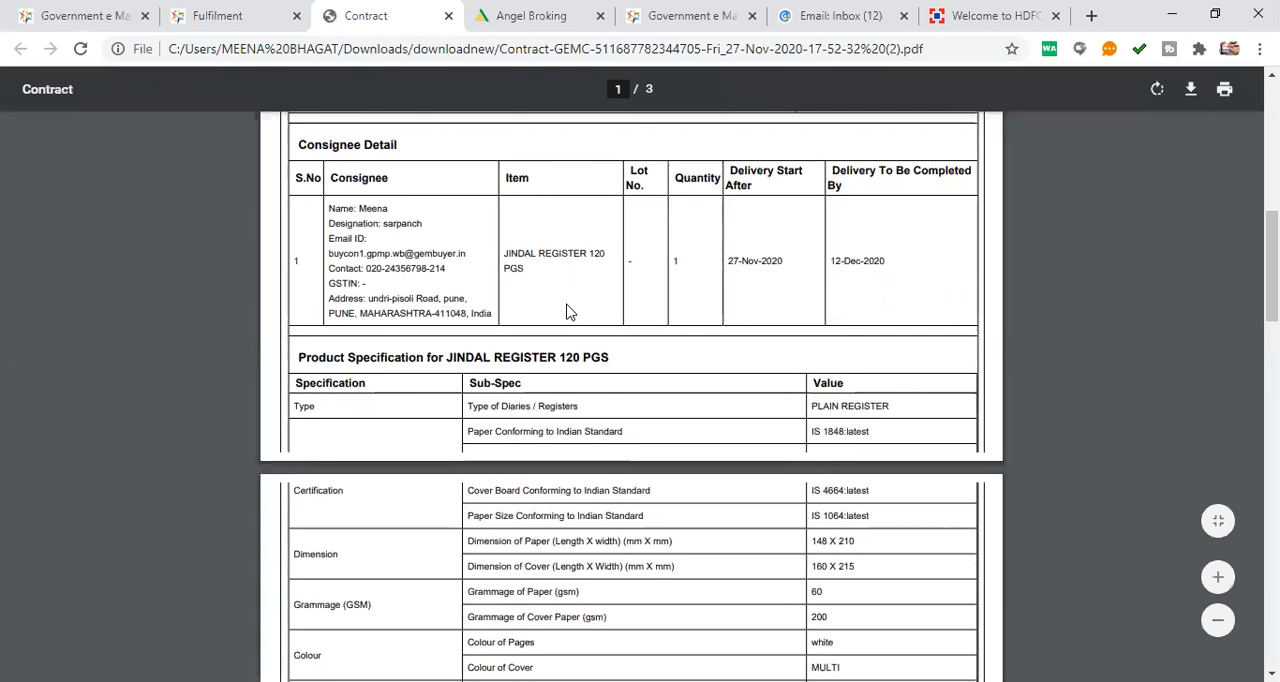 Government e Ma
Fulfilment
Contract
Angel Broking
Government e Ma
Email: Inbox (12)
Welcome to HDFC
File C:/Users/MEENA%20BHAGAT/Downloads/downloadnew/Contract-GEMC-511687782344705-Fri_27-Nov-2020-17-52-32%20(2).pdf
WA
tb
Contract
1 / 3
Consignee Detail
S.No Consignee Item Lot No. Quantity Delivery Start After Delivery To Be Completed By
1
Name: Meena
Designation: sarpanch
Email ID:
buycon1.gpmp.wb@gembuyer.in
Contact: 020-24356798-214
GSTIN: -
Address: undri-pisoli Road, pune,
PUNE, MAHARASHTRA-411048, India
JINDAL REGISTER 120
PGS
-
1
27-Nov-2020
12-Dec-2020
Product Specification for JINDAL REGISTER 120 PGS
Specification Sub-Spec Value
Type Type of Diaries / Registers PLAIN REGISTER
Paper Conforming to Indian Standard IS 1848:latest
Certification Cover Board Conforming to Indian Standard IS 4664:latest
Paper Size Conforming to Indian Standard IS 1064:latest
Dimension
Dimension of Paper (Length X width) (mm X mm) 148 X 210
Dimension of Cover (Length X Width) (mm X mm) 160 X 215
Grammage (GSM)
Grammage of Paper (gsm) 60
Grammage of Cover Paper (gsm) 200
Colour
Colour of Pages white
Colour of Cover MULTI